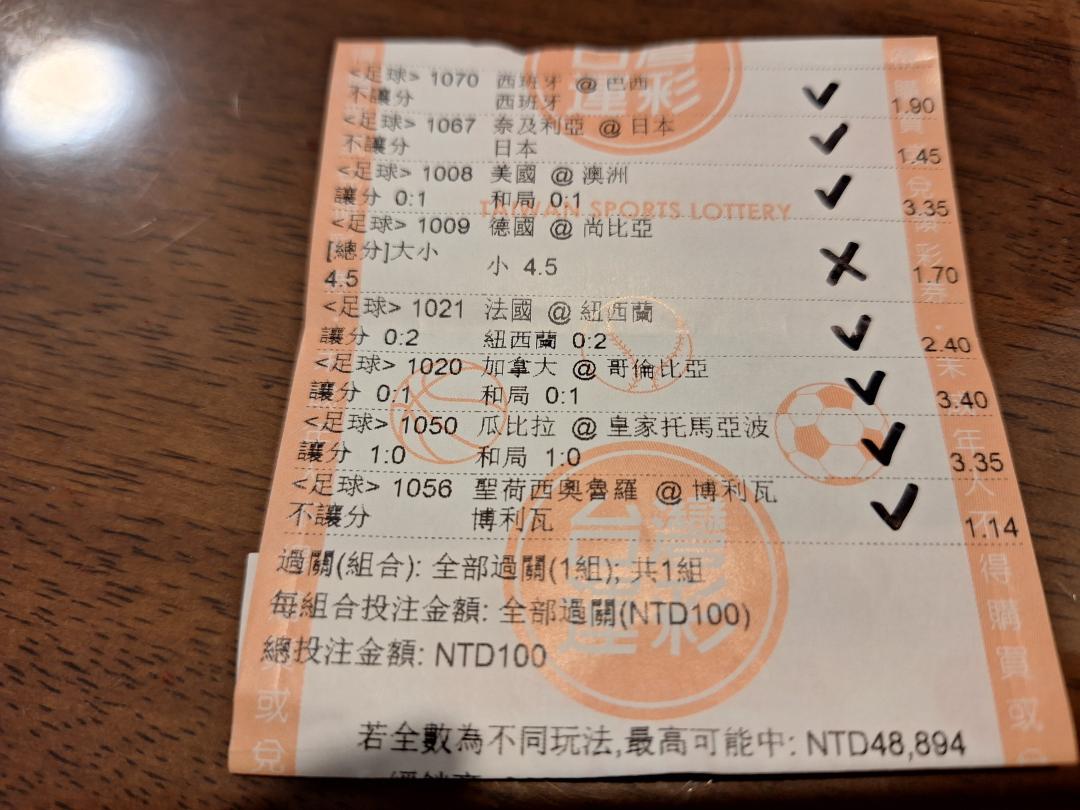 <足球> 1070 西班牙 @ 巴西
不讓分 西班牙 1.90
<足球> 1067 奈及利亞 @ 日本
不讓分 日本 1.45
<足球> 1008 美國 @ 澳洲
讓分 0:1 和局 0:1 3.35
TAIWAN SPORTS LOTTERY
<足球> 1009 德國 @ 尚比亞
[總分]大小 小 4.5 1.70
4.5
<足球> 1021 法國 @ 紐西蘭
讓分 0:2 紐西蘭 0:2 2.40
<足球> 1020 加拿大 @ 哥倫比亞
讓分 0:1 和局 0:1 3.40
<足球> 1050 瓜比拉 @ 皇家托馬亞波
讓分 1:0 和局 1:0 3.35
<足球> 1056 聖荷西奧魯羅 @ 博利瓦
不讓分 博利瓦 1.14
過關(組合): 全部過關(1組); 共1組
每組合投注金額: 全部過關(NTD100)
總投注金額: NTD100
台灣
運彩
若全數為不同玩法,最高可能中: NTD48,894